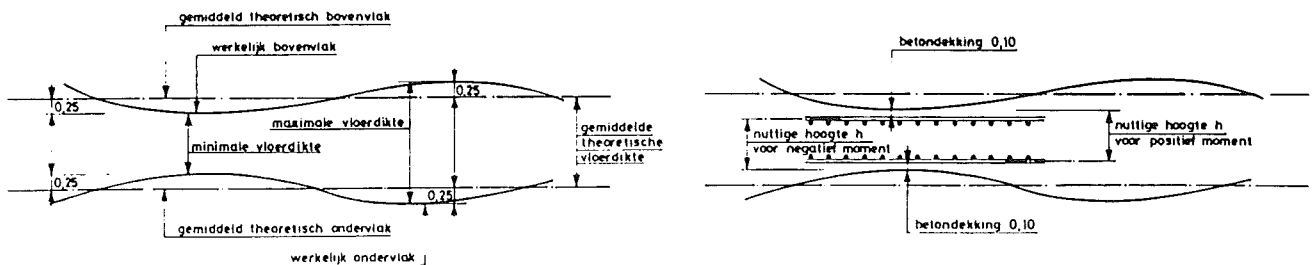 gemiddeld theoretisch bovenvlak
werkelijk bovenvlak
0,25
0,25
maximale vloerdikte
minimale vloerdikte
gemiddelde
theoretische
vloerdikte
0,25
0,25
gemiddeld theoretisch ondervlak
werkelijk ondervlak
betondekking 0,10
nuttige hoogte h
voor negatief moment
nuttige hoogte h
voor positief moment
betondekking 0,10